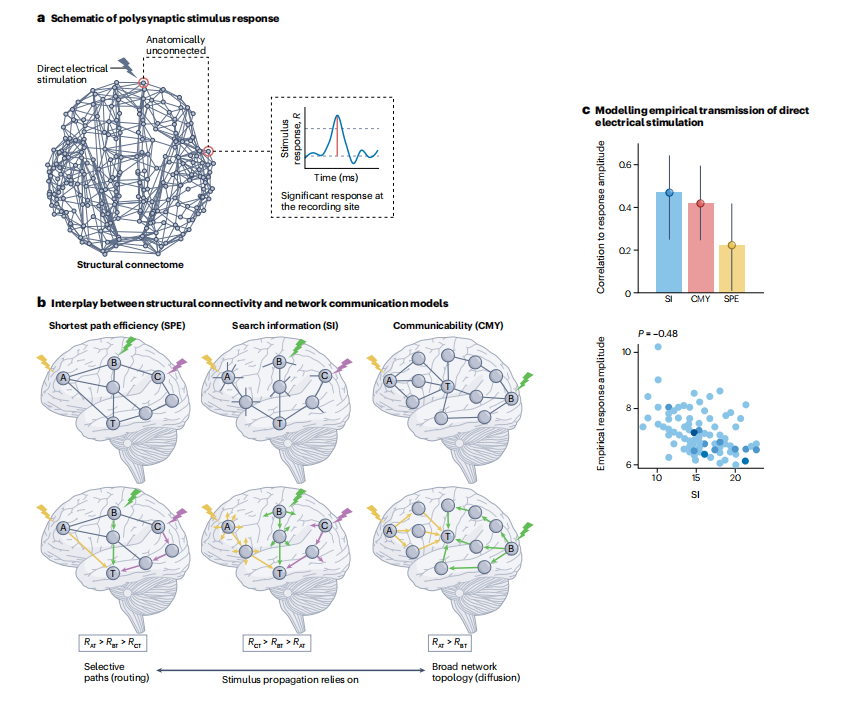 a Schematic of polysynaptic stimulus response
Anatomically
unconnected
Direct electrical
stimulation
Stimulus
response, R
Time (ms)
Significant response at
the recording site
Structural connectome
b Interplay between structural connectivity and network communication models
Shortest path efficiency (SPE)
Search information (SI)
Communicability (CMY)
A
B
C
T
A
B
C
T
A
B
T
A
B
C
T
A
B
C
T
A
B
T
R_AT > R_BT > R_CT
R_CT > R_BT > R_AT
R_AT > R_BT
Selective
paths (routing)
Stimulus propagation relies on
Broad network
topology (diffusion)
c Modelling empirical transmission of direct
electrical stimulation
Correlation to response amplitude
0.6
0.4
0.2
0
SI
CMY
SPE
P = –0.48
Empirical response amplitude
10
8
6
10
15
20
SI